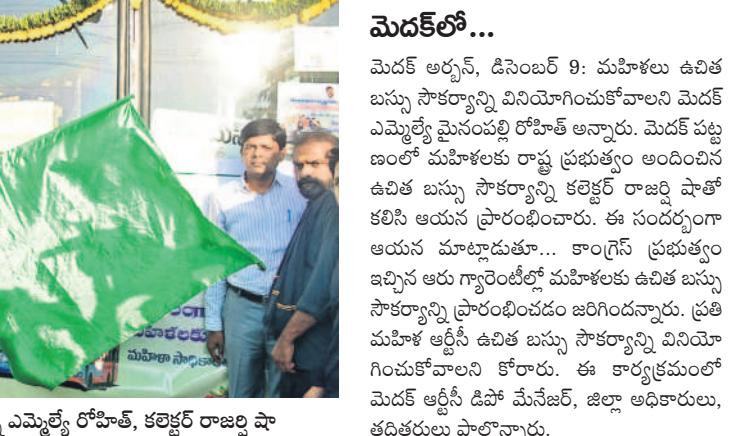 మెదక్‌లో...
మెదక్ అర్బన్, డిసెంబర్ 9: మహిళలు ఉచిత
బస్సు సౌకర్యాన్ని వినియోగించుకోవాలని మెదక్
ఎమ్మెల్యే మైనంపల్లి రోహిత్ అన్నారు. మెదక్ పట్ట
ణంలో మహిళలకు రాష్ట్ర ప్రభుత్వం అందించిన
ఉచిత బస్సు సౌకర్యాన్ని కలెక్టర్ రాజర్షి షాతో
కలిసి ఆయన ప్రారంభించారు. ఈ సందర్భంగా
ఆయన మాట్లాడుతూ... కాంగ్రెస్ ప్రభుత్వం
ఇచ్చిన ఆరు గ్యారెంటీల్లో మహిళలకు ఉచిత బస్సు
సౌకర్యాన్ని ప్రారంభించడం జరిగిందన్నారు. ప్రతి
మహిళ ఆర్టీసీ ఉచిత బస్సు సౌకర్యాన్ని వినియో
గించుకోవాలని కోరారు. ఈ కార్యక్రమంలో
మెదక్ ఆర్టీసీ డిపో మేనేజర్, జిల్లా అధికారులు,
తదితరులు పాల్గొన్నారు.
మహిళా
ఎమ్మెల్యే రోహిత్, కలెక్టర్ రాజర్షి షా